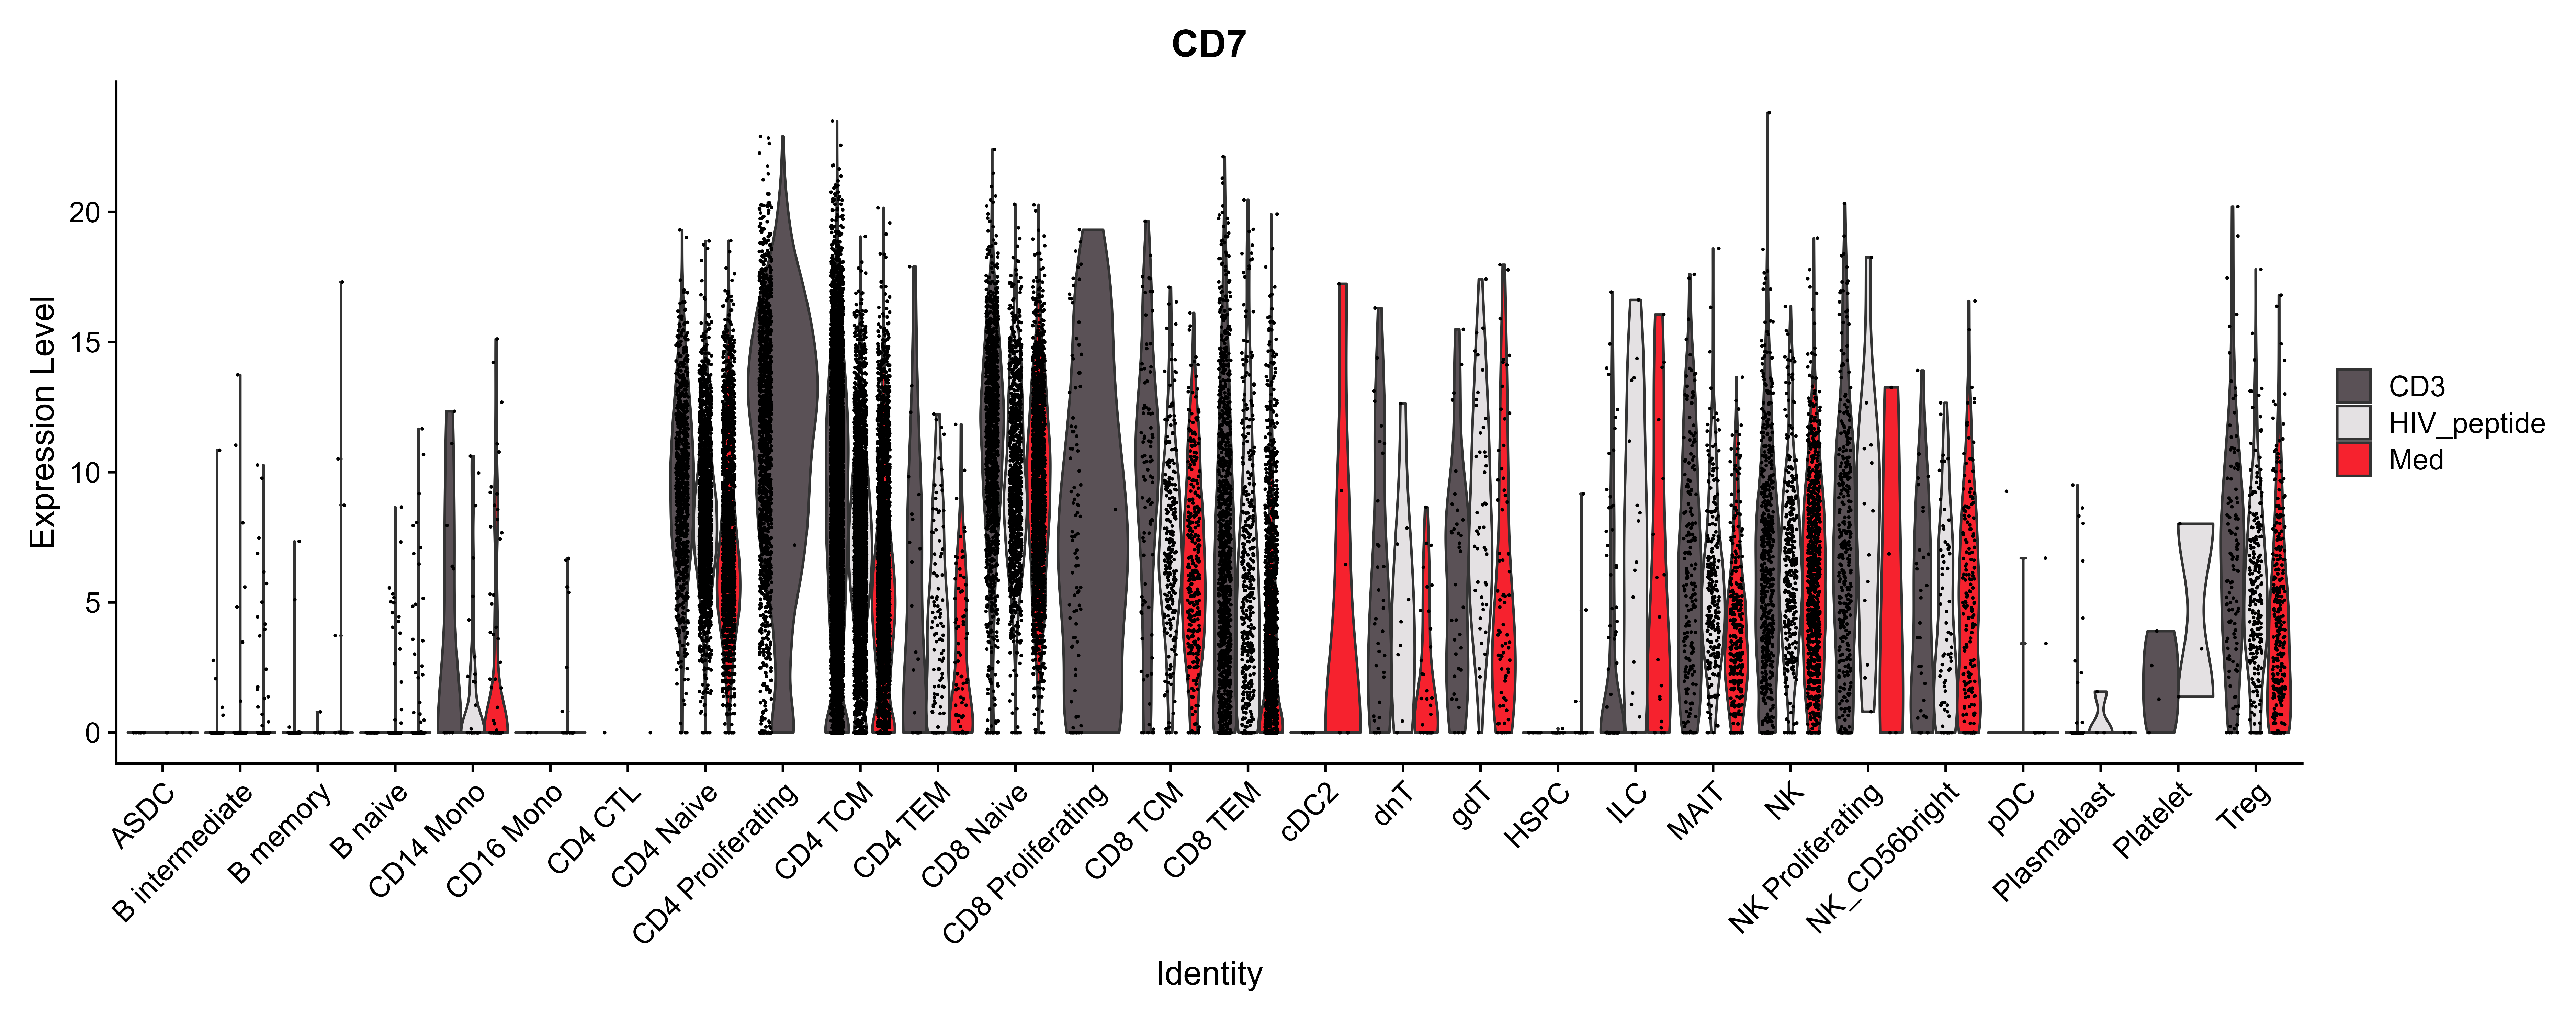 CD7
Expression Level
20
15
10
5
0
ASDC
B intermediate
B memory
B naive
CD14 Mono
CD16 Mono
CD4 CTL
CD4 Naive
CD4 Proliferating
CD4 TCM
CD4 TEM
CD8 Naive
CD8 Proliferating
CD8 TCM
CD8 TEM
cDC2
dnT
gdT
HSPC
ILC
MAIT
NK
NK Proliferating
NK_CD56bright
pDC
Plasmablast
Platelet
Treg
Identity
CD3
HIV_peptide
Med